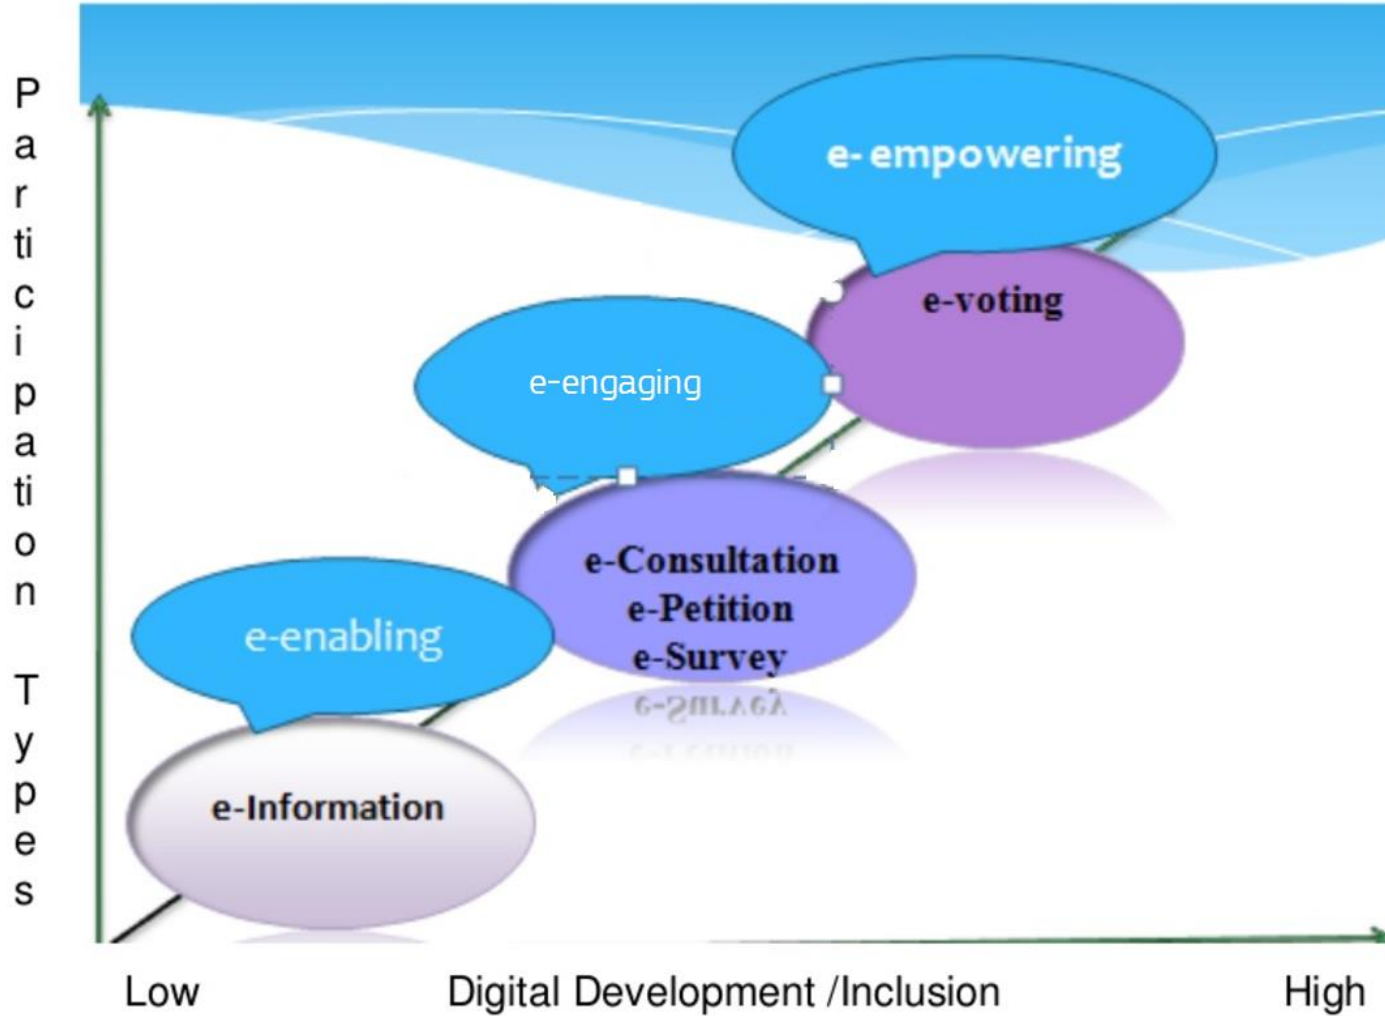 Participation Types
e- empowering
e-voting
e-engaging
e-Consultation
e-Petition
e-Survey
e-enabling
e-Information
Low Digital Development /Inclusion High